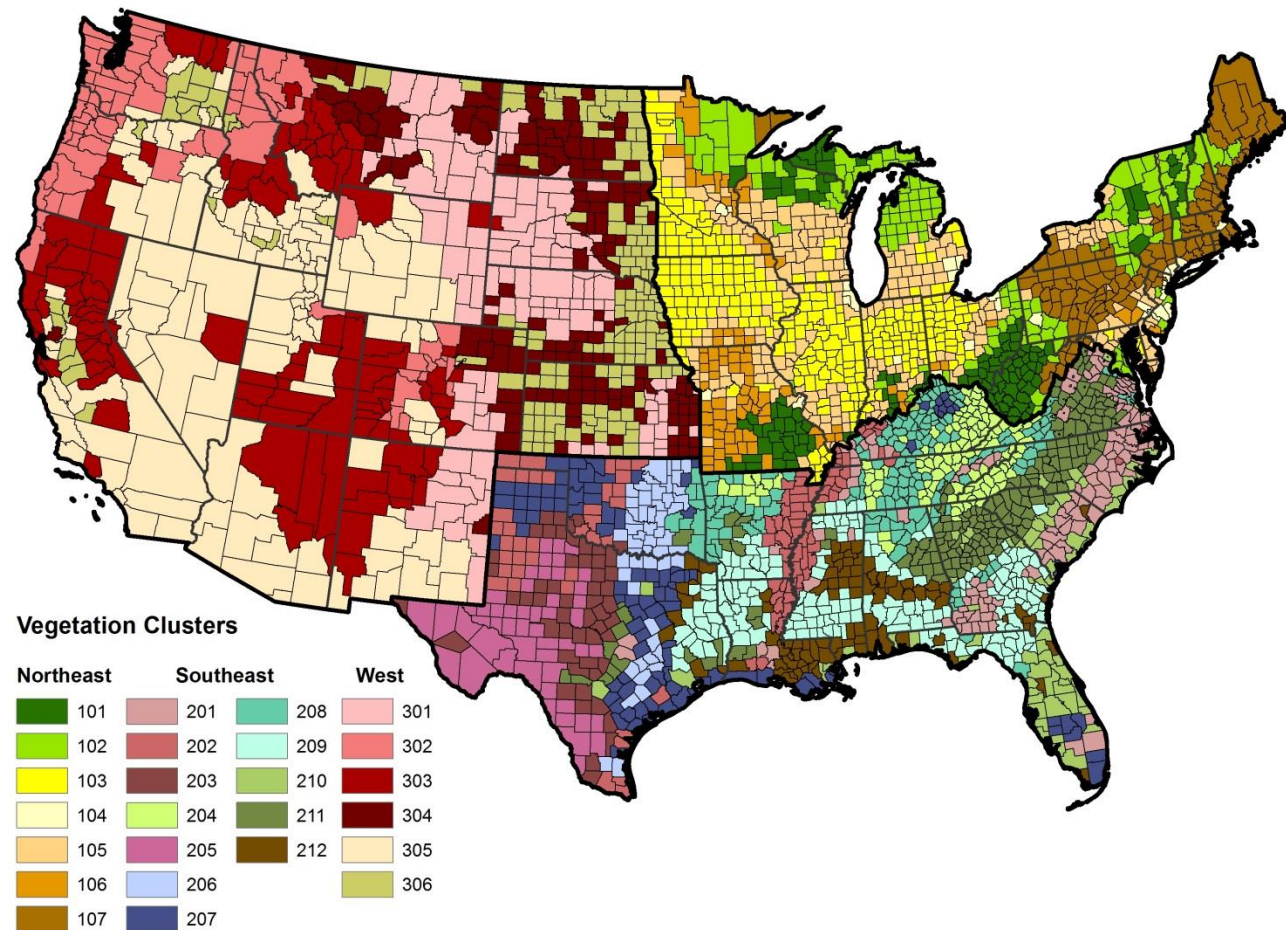 Vegetation Clusters
Northeast Southeast West
101 201 208 301
102 202 209 302
103 203 210 303
104 204 211 304
105 205 212 305
106 206 306
107 207